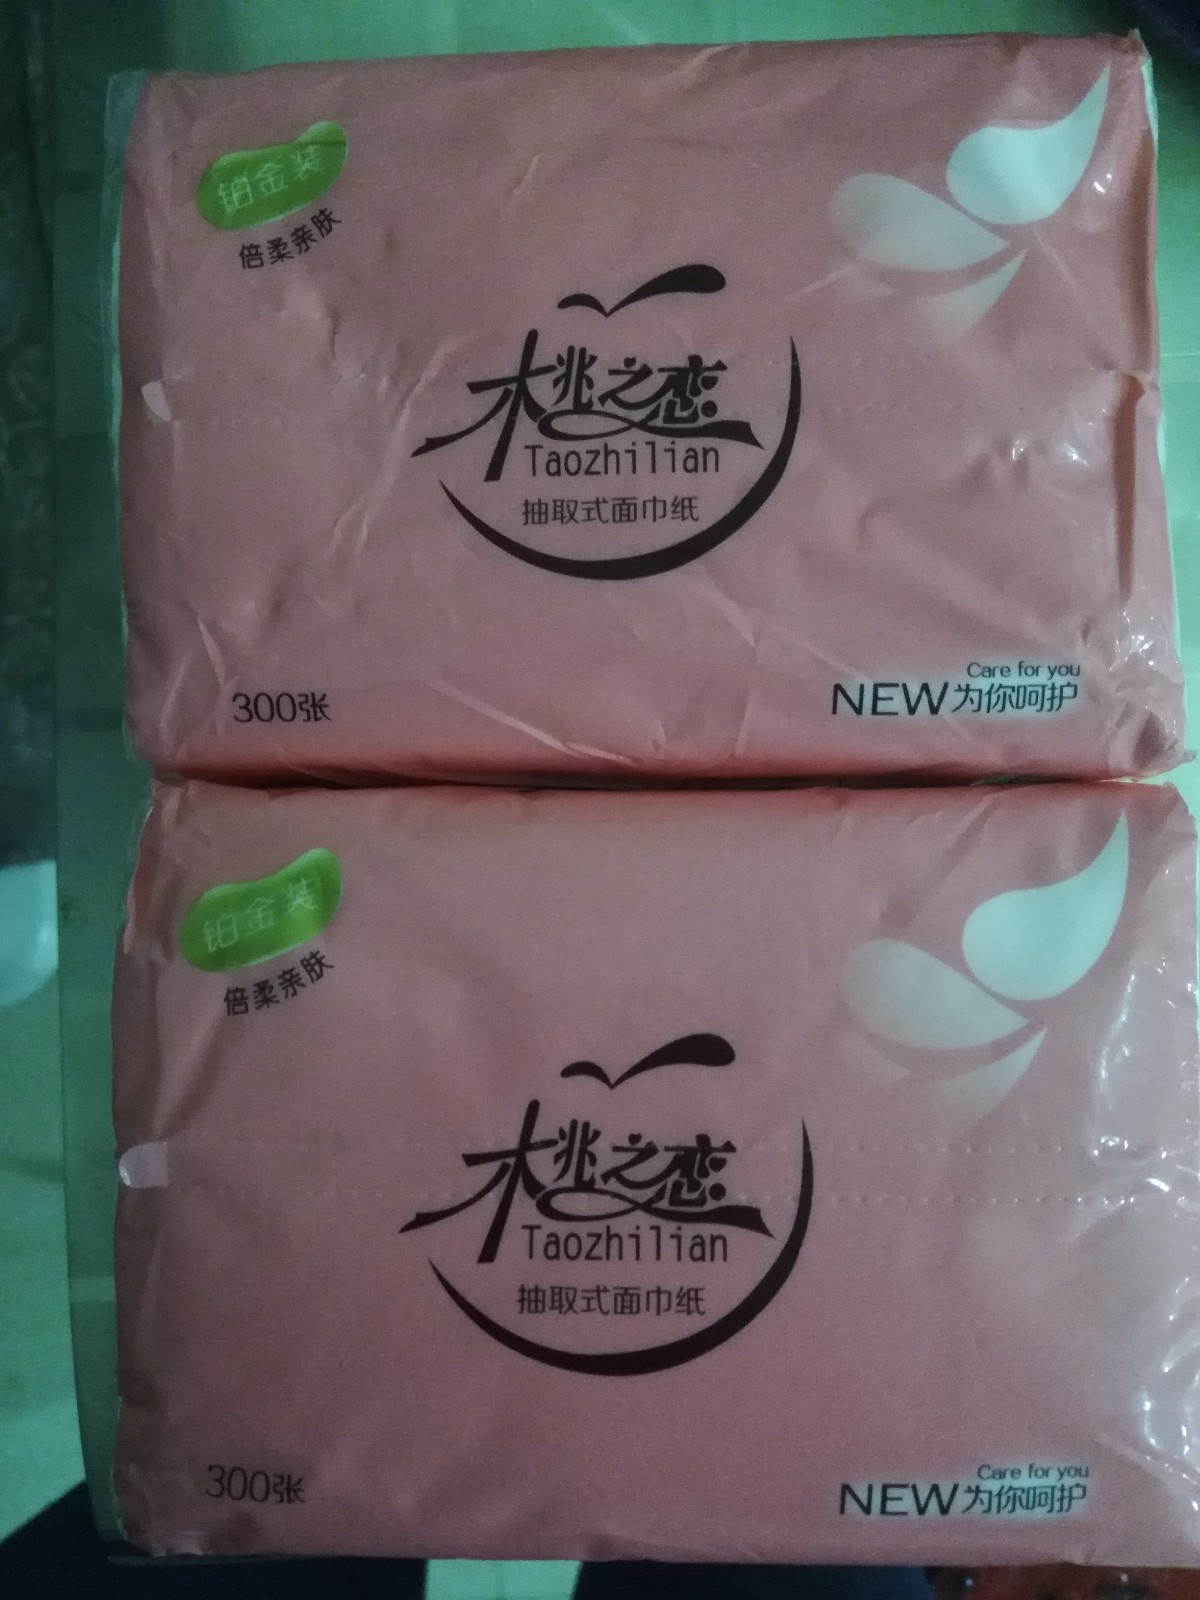 铂金装
倍柔亲肤
桃之恋
Taozhilian
抽取式面巾纸
300张
Care for you
NEW为你呵护
铂金装
倍柔亲肤
桃之恋
Taozhilian
抽取式面巾纸
300张
Care for you
NEW为你呵护